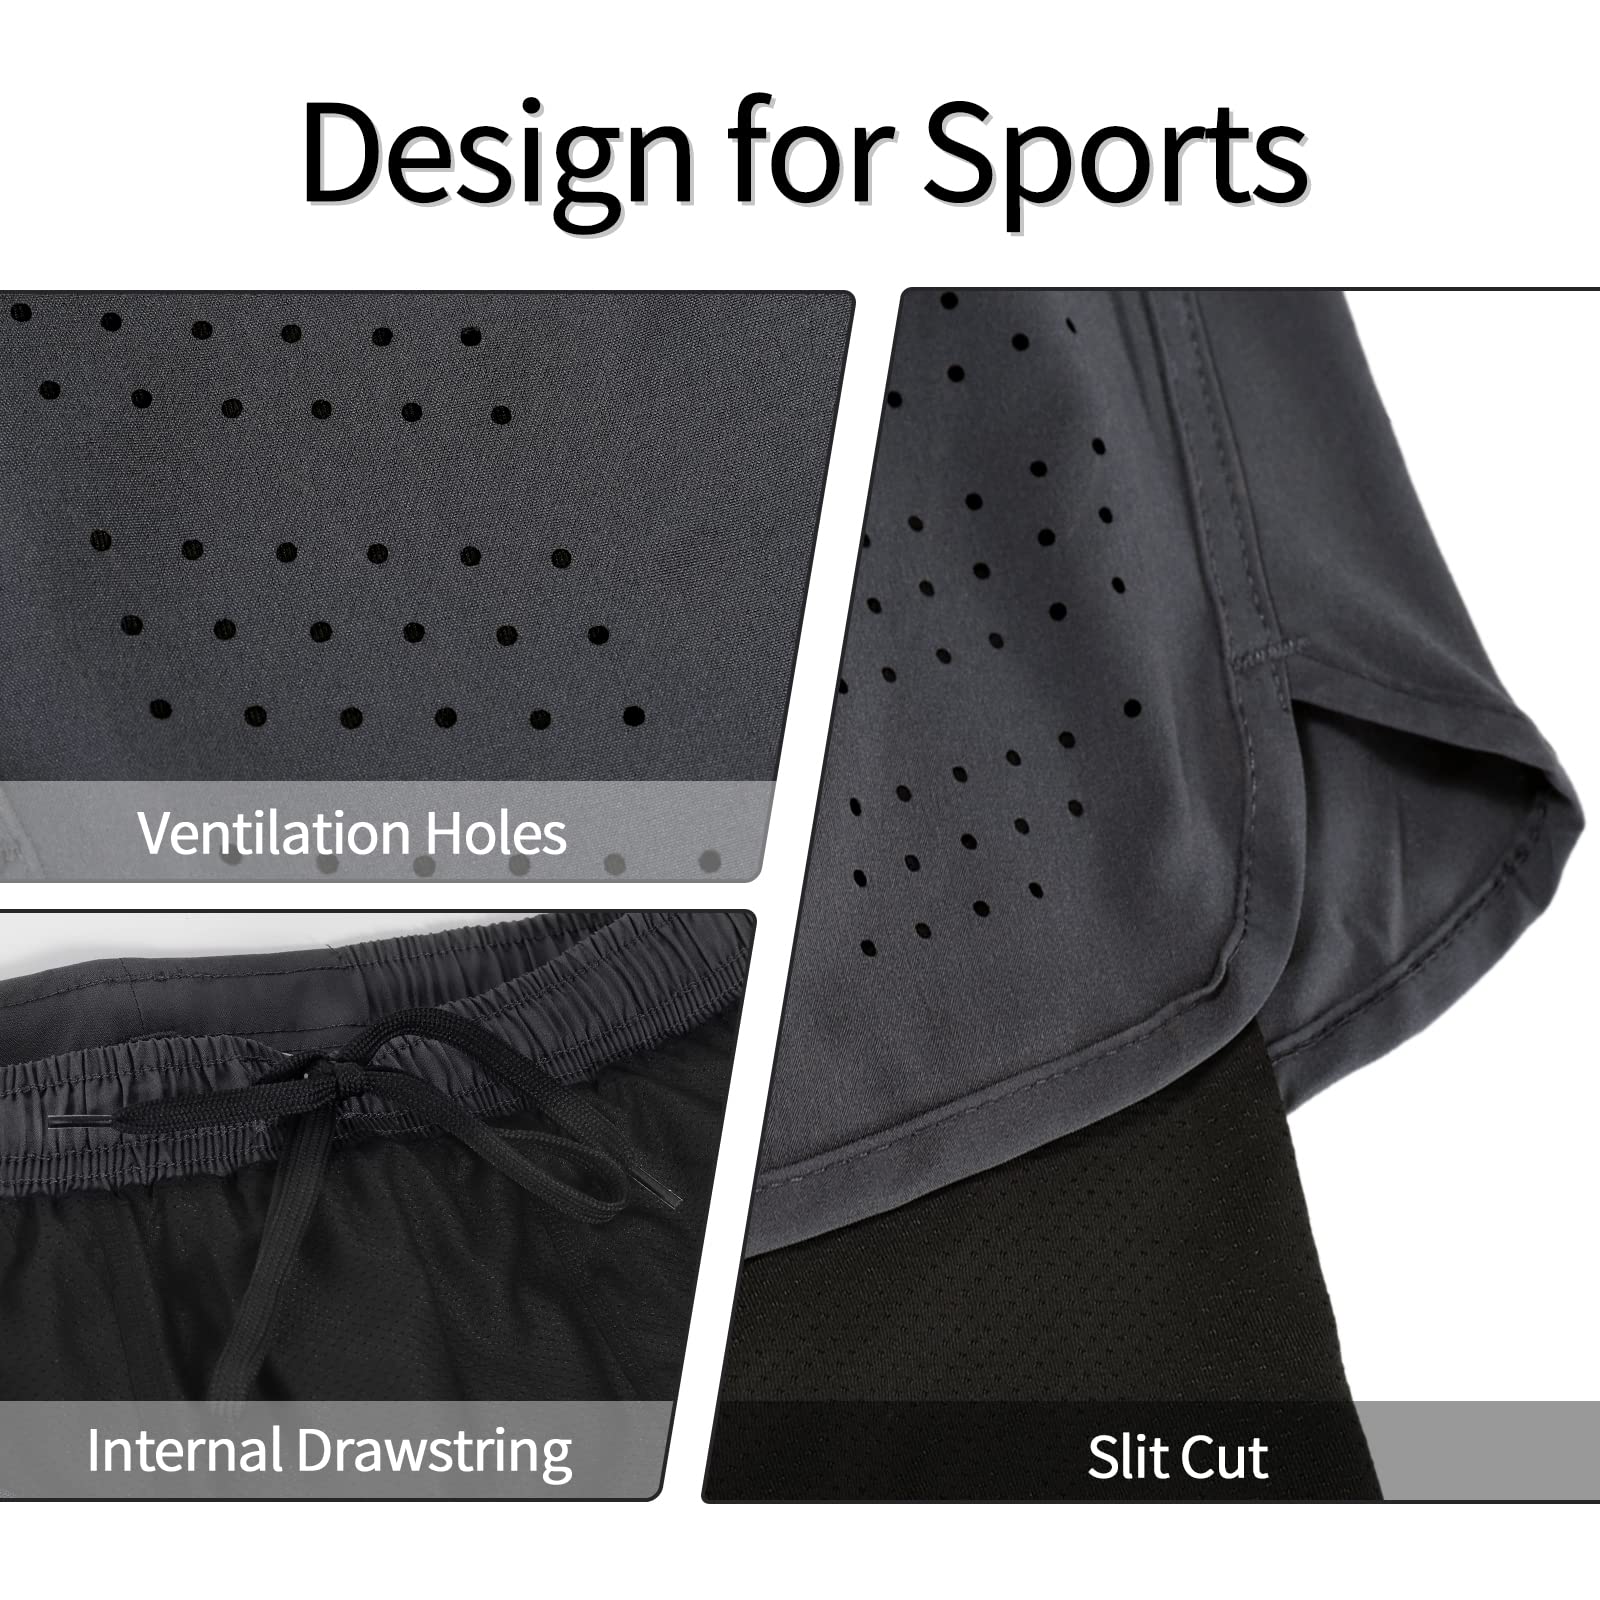 Design for Sports
Ventilation Holes
Internal Drawstring
Slit Cut